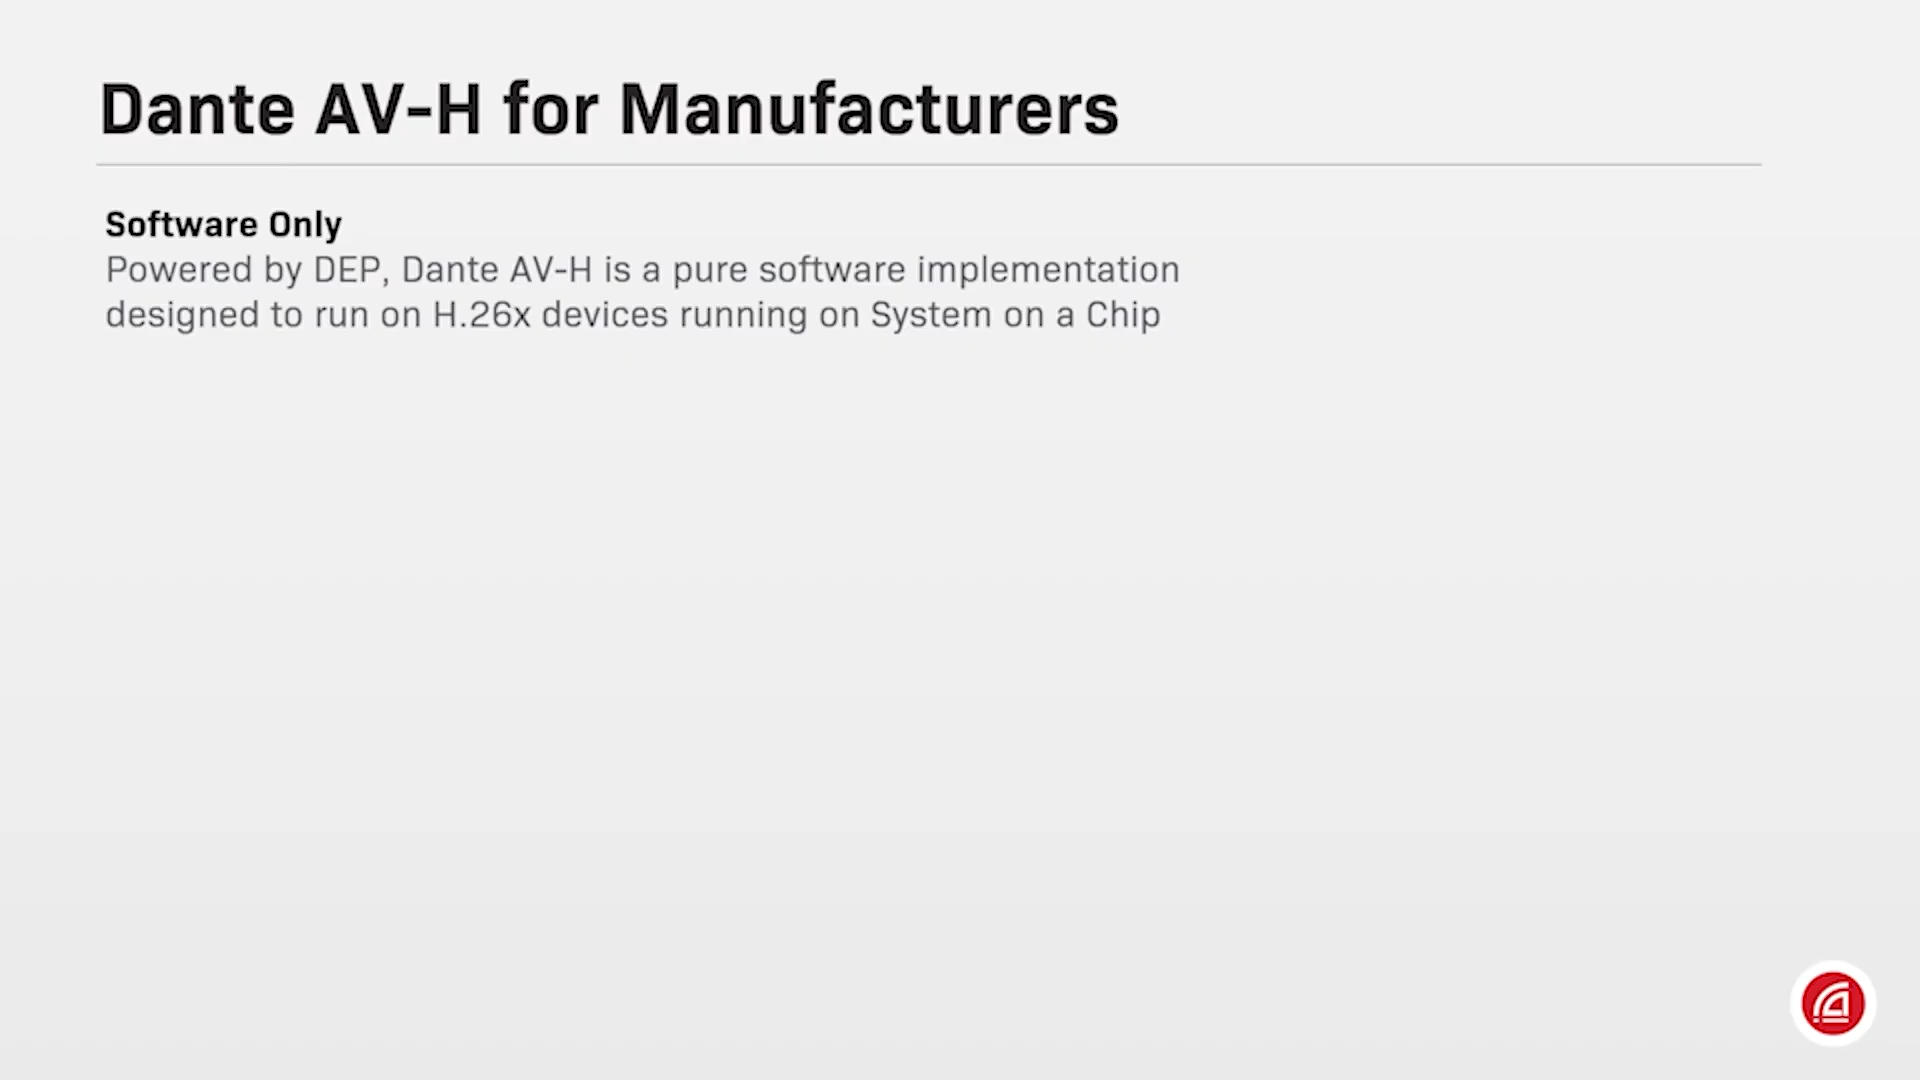 Dante AV-H for Manufacturers
Software Only
Powered by DEP, Dante AV-H is a pure software implementation
designed to run on H.26x devices running on System on a Chip